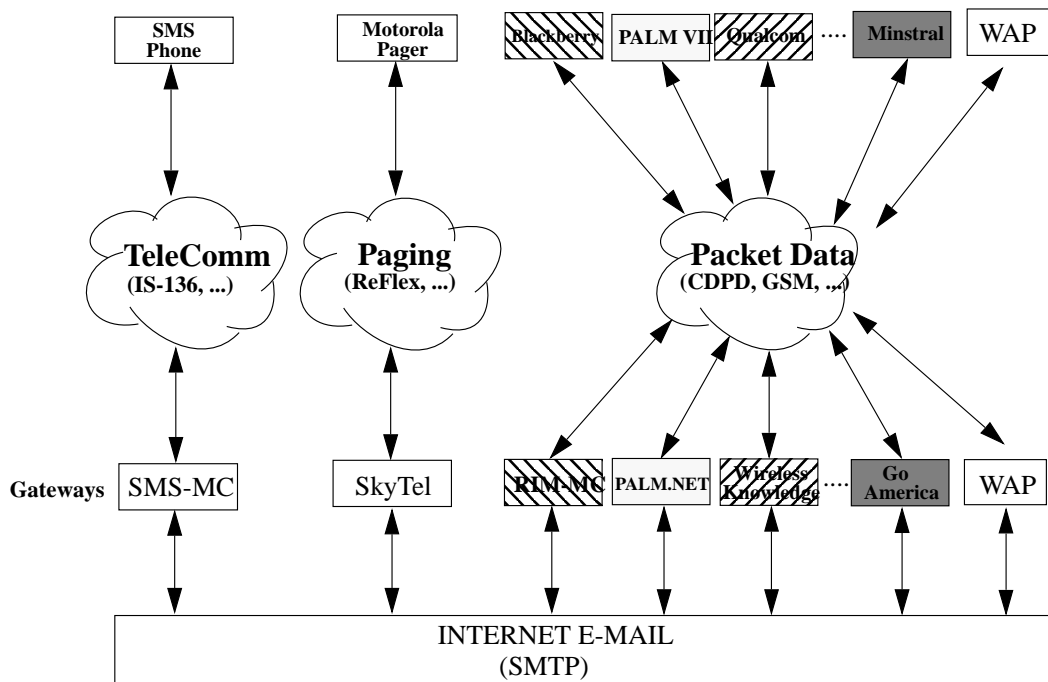 SMS
Phone
Motorola
Pager
Blackberry
PALM VII
Qualcom
....
Minstral
WAP
TeleComm
(IS-136, ...)
Paging
(ReFlex, ...)
Packet Data
(CDPD, GSM, ...)
Gateways
SMS-MC
SkyTel
RIM-MC
PALM.NET
Wireless
Knowledge
....
Go
America
WAP
INTERNET E-MAIL
(SMTP)